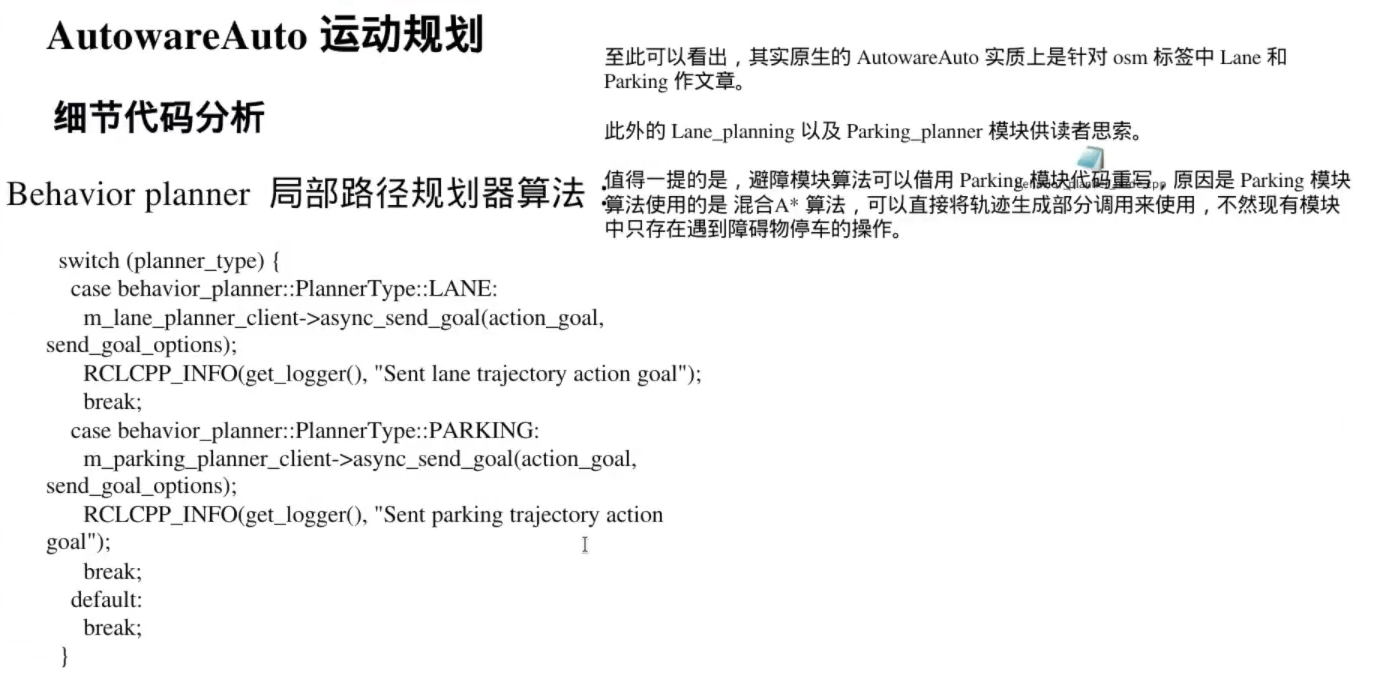 AutowareAuto 运动规划
细节代码分析
Behavior planner 局部路径规划器算法：
switch (planner_type) {
case behavior_planner::PlannerType::LANE:
m_lane_planner_client->async_send_goal(action_goal,
send_goal_options);
RCLCPP_INFO(get_logger(), "Sent lane trajectory action goal");
break;
case behavior_planner::PlannerType::PARKING:
m_parking_planner_client->async_send_goal(action_goal,
send_goal_options);
RCLCPP_INFO(get_logger(), "Sent parking trajectory action
goal");
break;
default:
break;
}
至此可以看出，其实原生的 AutowareAuto 实质上是针对 osm 标签中 Lane 和
Parking 作文章。
此外的 Lane_planning 以及 Parking_planner 模块供读者思索。
值得一提的是，避障模块算法可以借用 Parking 模块代码重写，原因是 Parking 模块
算法使用的是 混合A* 算法，可以直接将轨迹生成部分调用来使用，不然现有模块
中只存在遇到障碍物停车的操作。